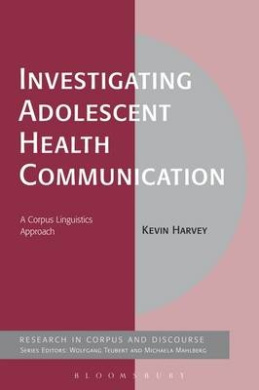 INVESTIGATING
ADOLESCENT
HEALTH
COMMUNICATION
A Corpus Linguistics
Approach
KEVIN HARVEY
RESEARCH IN CORPUS AND DISCOURSE
SERIES EDITORS: WOLFGANG TEUBERT AND MICHAELA MAHLBERG
BLOOMSBURY